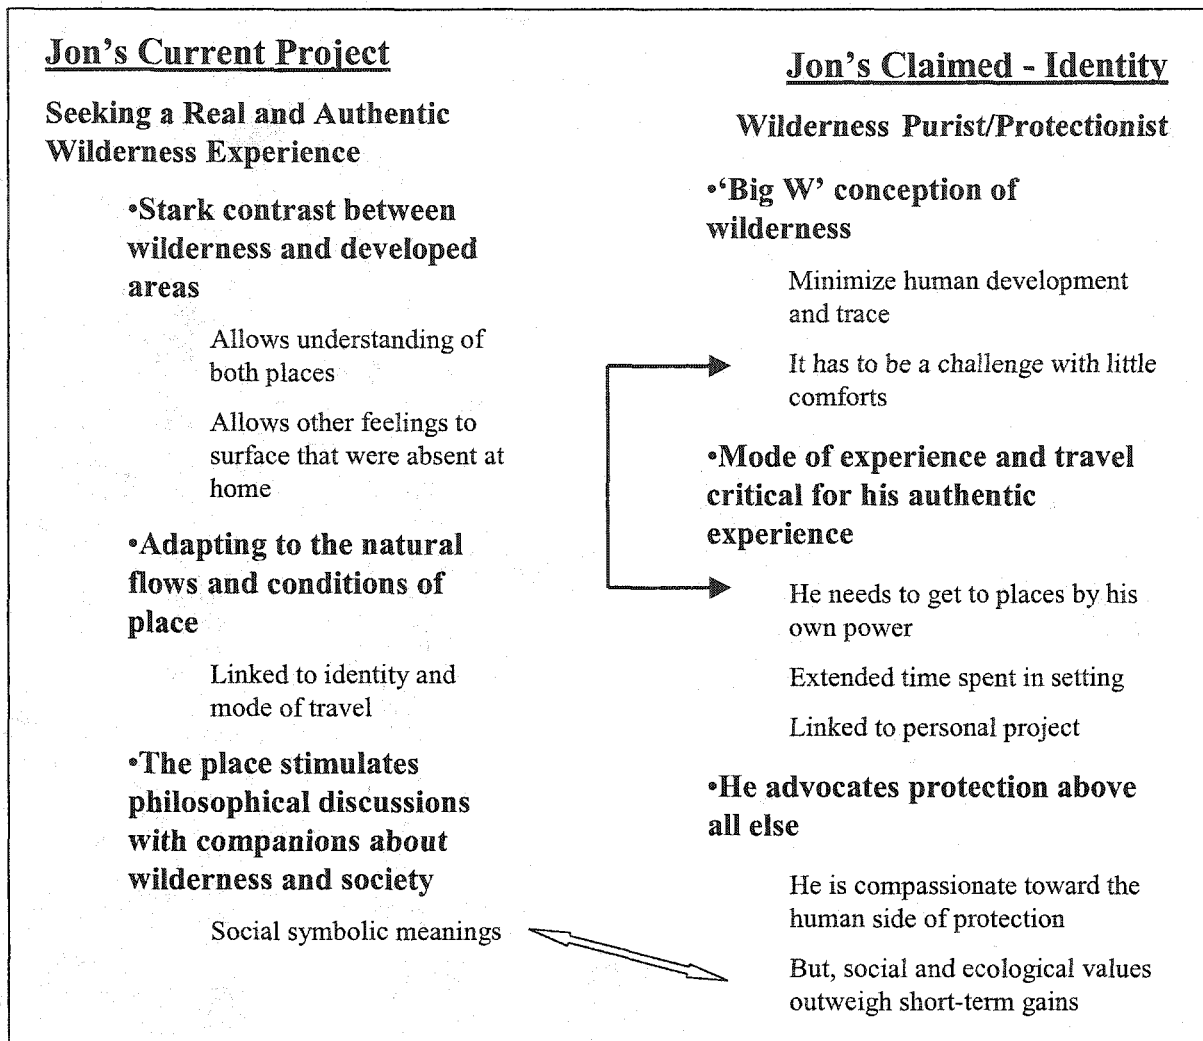 Jon's Current Project
Seeking a Real and Authentic
Wilderness Experience
•Stark contrast between
wilderness and developed
areas
Allows understanding of
both places
Allows other feelings to
surface that were absent at
home
•Adapting to the natural
flows and conditions of
place
Linked to identity and
mode of travel
•The place stimulates
philosophical discussions
with companions about
wilderness and society
Social symbolic meanings
Jon's Claimed - Identity
Wilderness Purist/Protectionist
•'Big W' conception of
wilderness
Minimize human development
and trace
It has to be a challenge with little
comforts
•Mode of experience and travel
critical for his authentic
experience
He needs to get to places by his
own power
Extended time spent in setting
Linked to personal project
•He advocates protection above
all else
He is compassionate toward the
human side of protection
But, social and ecological values
outweigh short-term gains